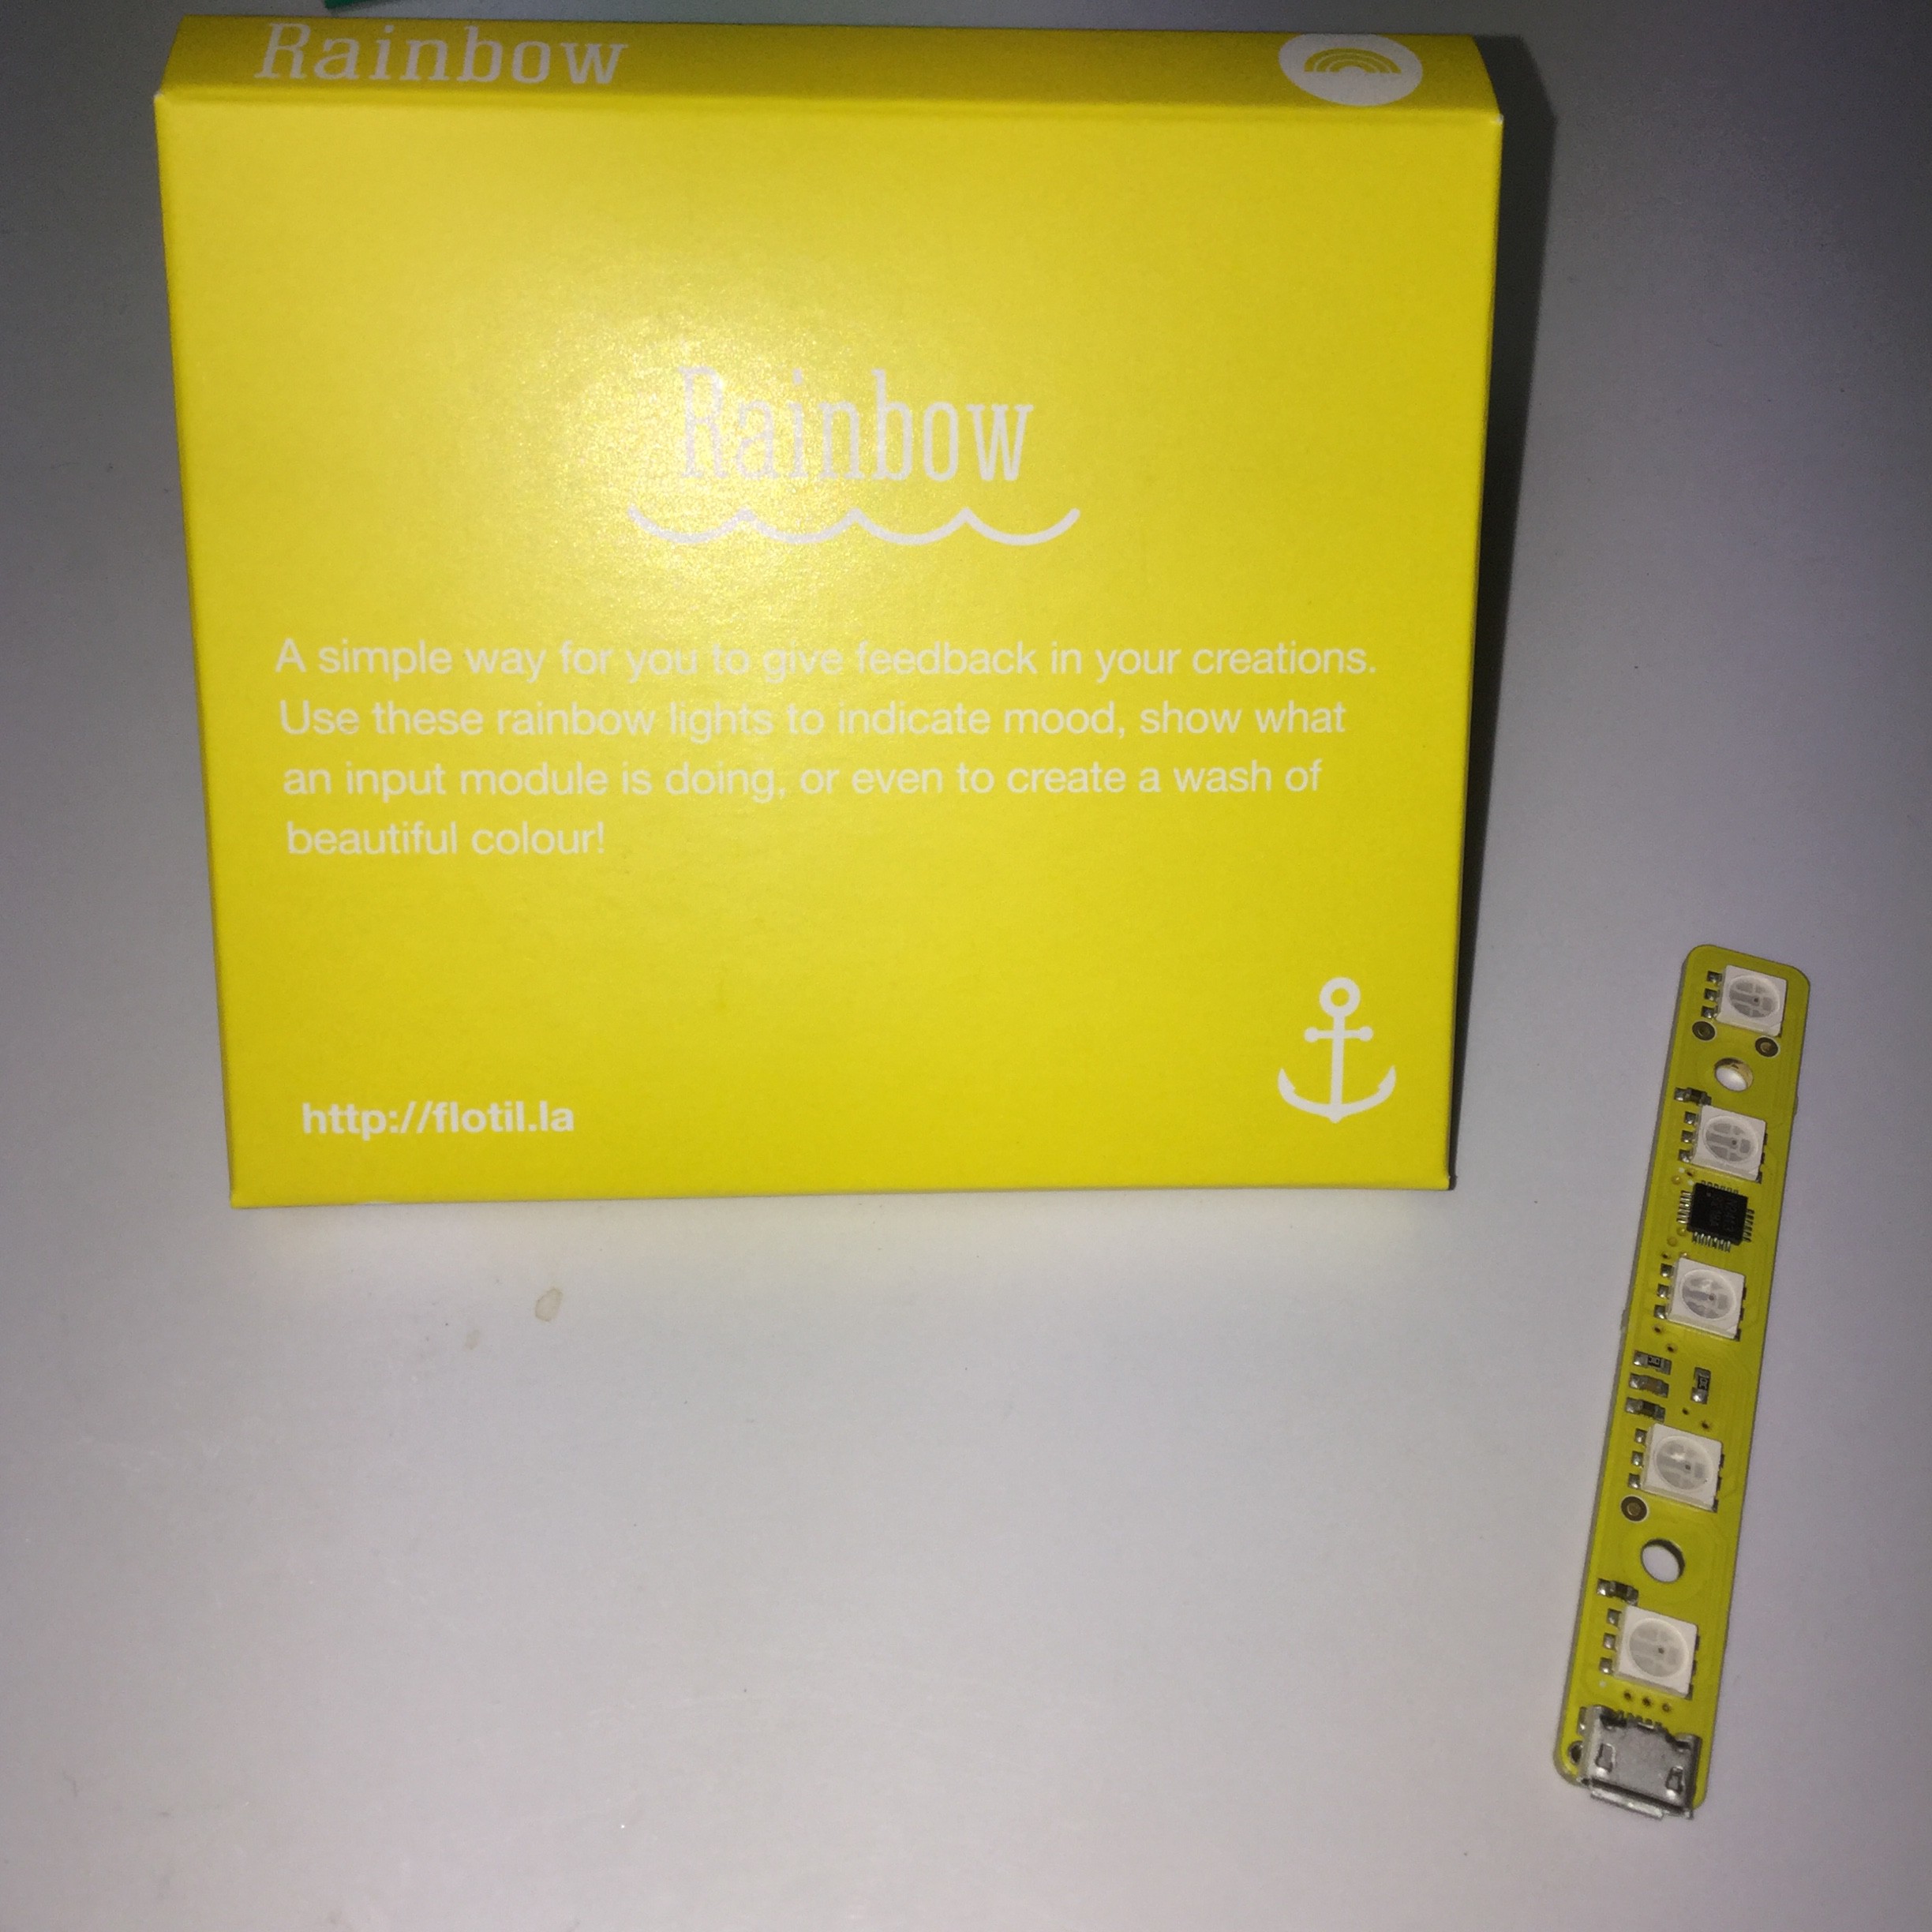 Rainbow
Rainbow
A simple way for you to give feedback in your creations.
Use these rainbow lights to indicate mood, show what
an input module is doing, or even to create a wash of
beautiful colour!
http://flotil.la